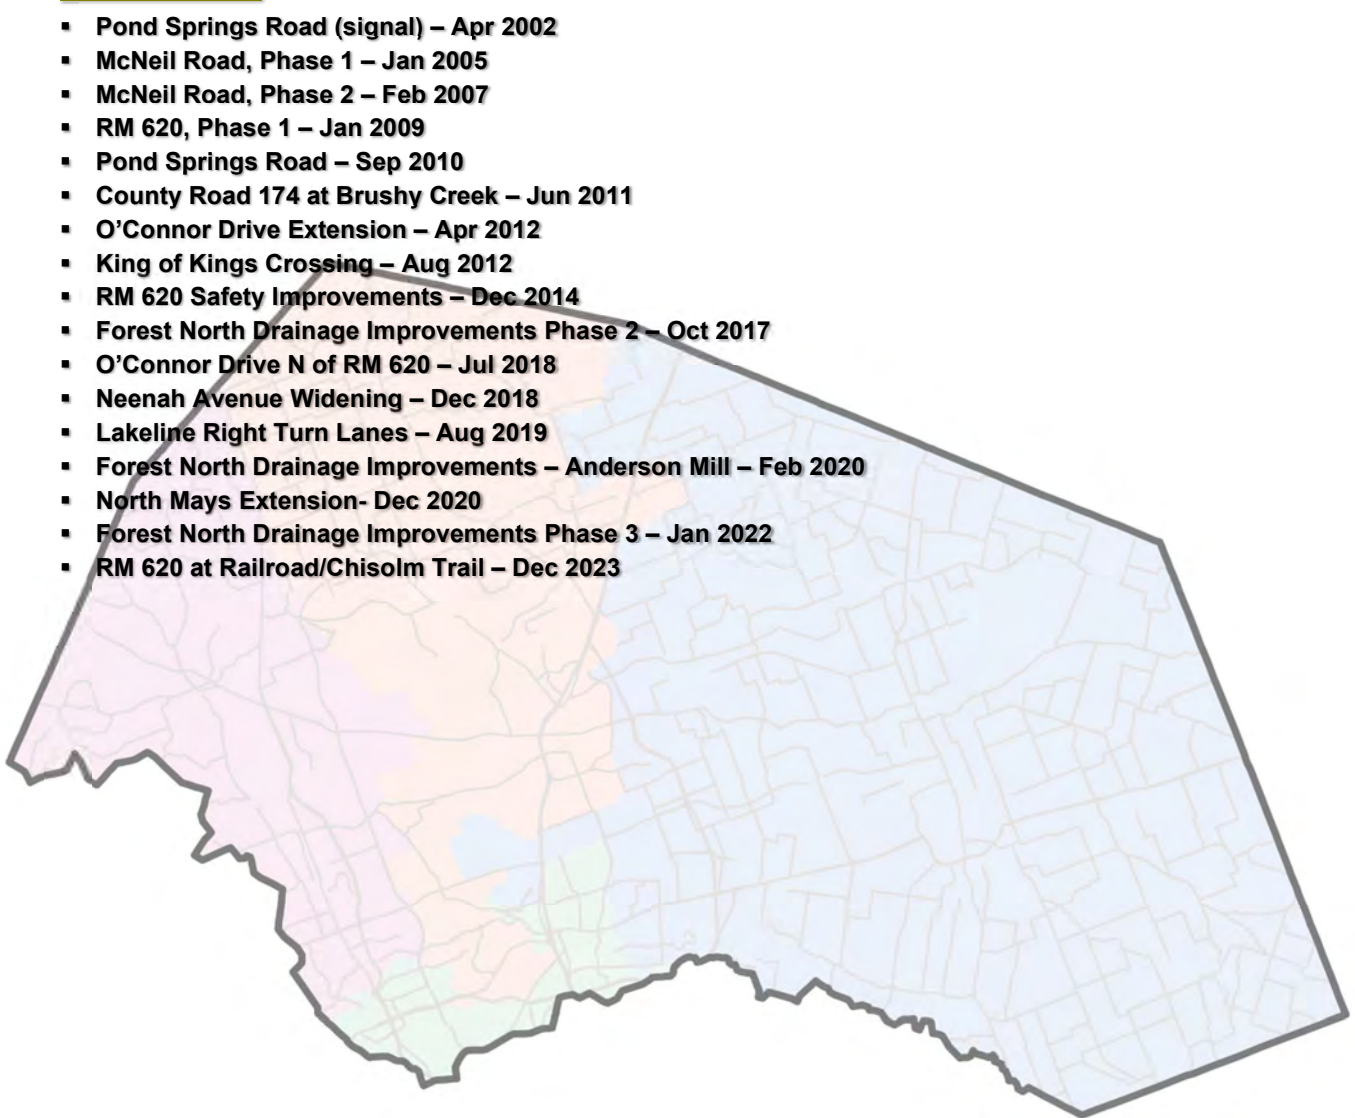 ▪ Pond Springs Road (signal) – Apr 2002
▪ McNeil Road, Phase 1 – Jan 2005
▪ McNeil Road, Phase 2 – Feb 2007
▪ RM 620, Phase 1 – Jan 2009
▪ Pond Springs Road – Sep 2010
▪ County Road 174 at Brushy Creek – Jun 2011
▪ O’Connor Drive Extension – Apr 2012
▪ King of Kings Crossing – Aug 2012
▪ RM 620 Safety Improvements – Dec 2014
▪ Forest North Drainage Improvements Phase 2 – Oct 2017
▪ O’Connor Drive N of RM 620 – Jul 2018
▪ Neenah Avenue Widening – Dec 2018
▪ Lakeline Right Turn Lanes – Aug 2019
▪ Forest North Drainage Improvements – Anderson Mill – Feb 2020
▪ North Mays Extension- Dec 2020
▪ Forest North Drainage Improvements Phase 3 – Jan 2022
▪ RM 620 at Railroad/Chisolm Trail – Dec 2023